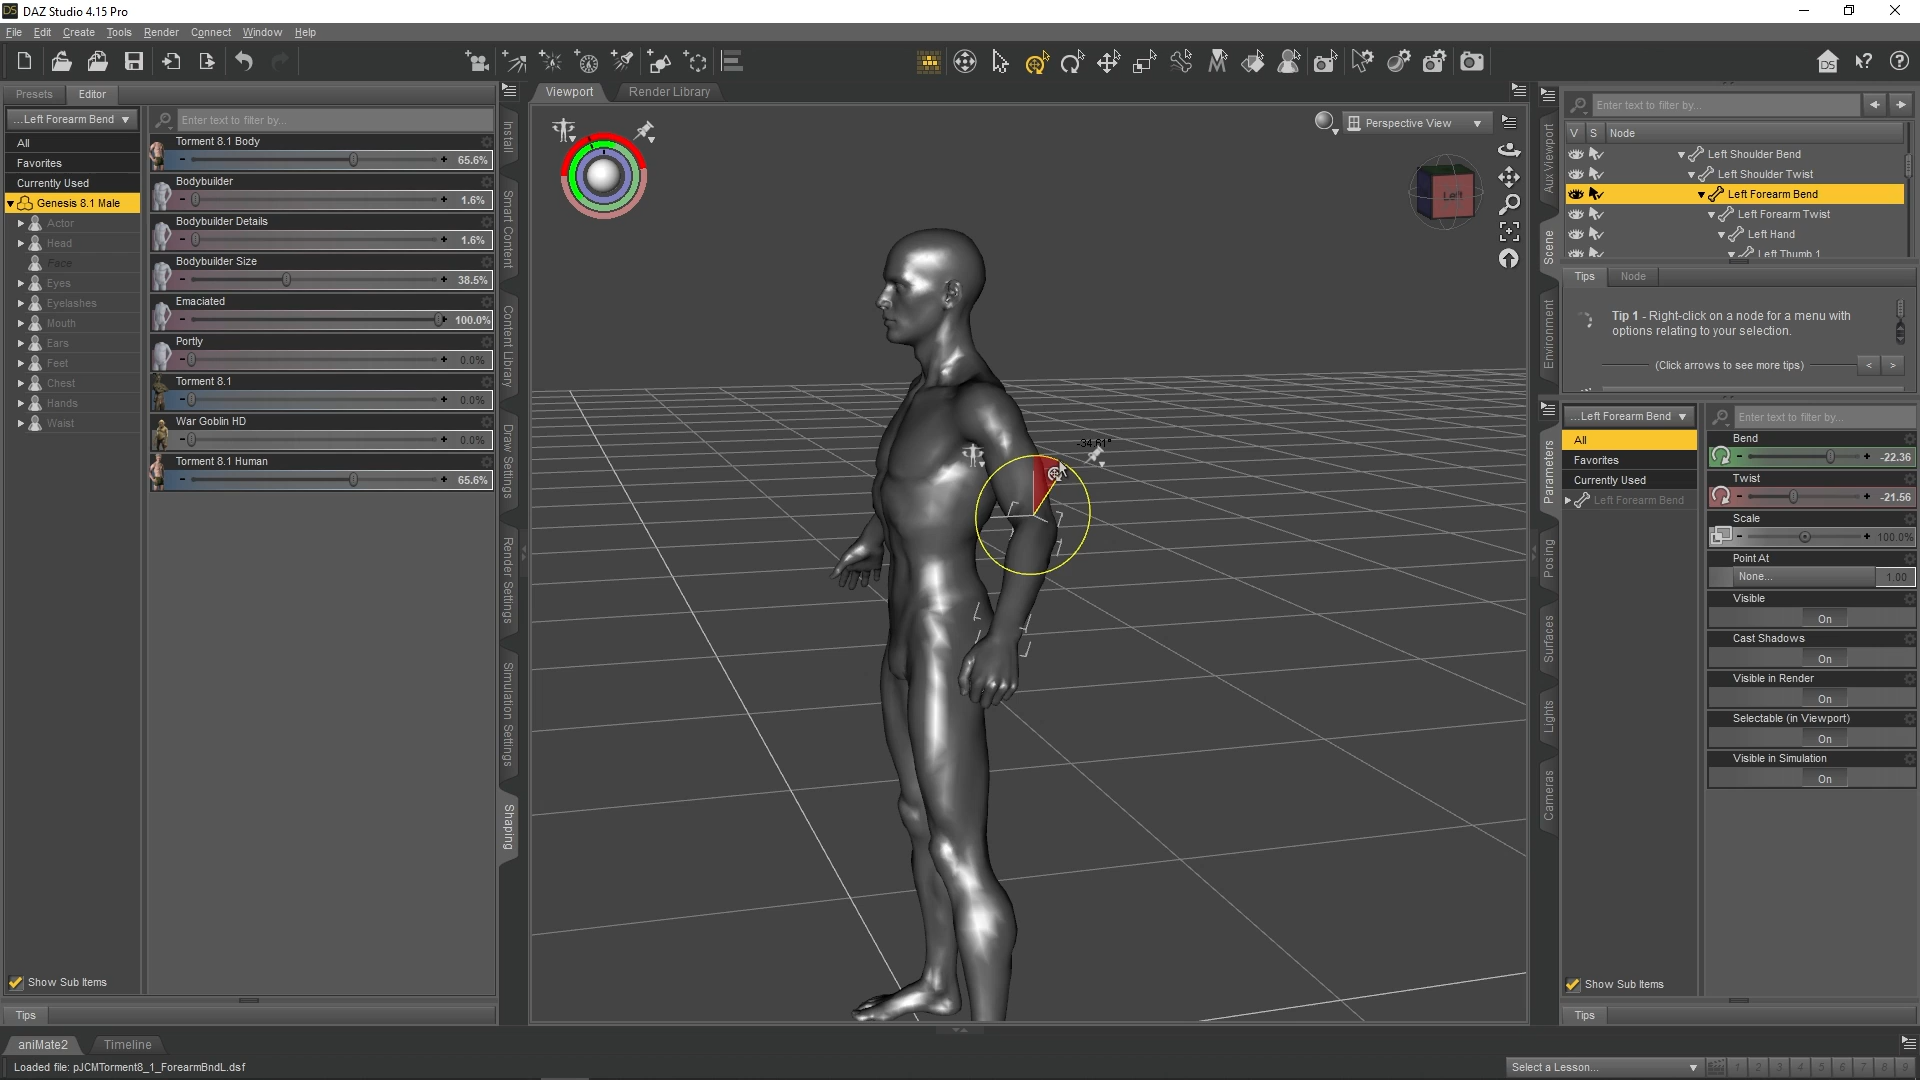 DAZ Studio 4.15 Pro
File Edit Create Tools Render Connect Window Help
Presets Editor
...Left Forearm Bend
Enter text to filter by...
All
Favorites
Currently Used
Genesis 8.1 Male
Actor
Head
Face
Eyes
Eyelashes
Mouth
Ears
Feet
Chest
Hands
Waist
Show Sub Items
Tips
Torment 8.1 Body
65.6%
Bodybuilder
1.6%
Bodybuilder Details
1.6%
Bodybuilder Size
38.5%
Emaciated
100.0%
Portly
0.0%
Torment 8.1
0.0%
War Goblin HD
0.0%
Torment 8.1 Human
65.6%
Install
Smart Content
Content Library
Draw Settings
Render Settings
Simulation Settings
Shaping
Viewport Render Library
Perspective View
Left
-34.61°
Aux Viewport
Scene
Environment
Parameters
Posing
Surfaces
Lights
Cameras
Enter text to filter by...
V S Node
Left Shoulder Bend
Left Shoulder Twist
Left Forearm Bend
Left Forearm Twist
Left Hand
Left Thumb 1
Tips Node
Tip 1 - Right-click on a node for a menu with
options relating to your selection.
(Click arrows to see more tips) < >
...Left Forearm Bend
All
Favorites
Currently Used
Left Forearm Bend
Show Sub Items
Tips
Enter text to filter by...
Bend
-22.36
Twist
-21.56
Scale
100.0%
Point At
None... 1.00
Visible
On
Cast Shadows
On
Visible in Render
On
Selectable (in Viewport)
On
Visible in Simulation
On
aniMate2 Timeline
Loaded file: pJCMTorment8_1_ForearmBndL.dsf
Select a Lesson... 1 2 3 4 5 6 7 8 9